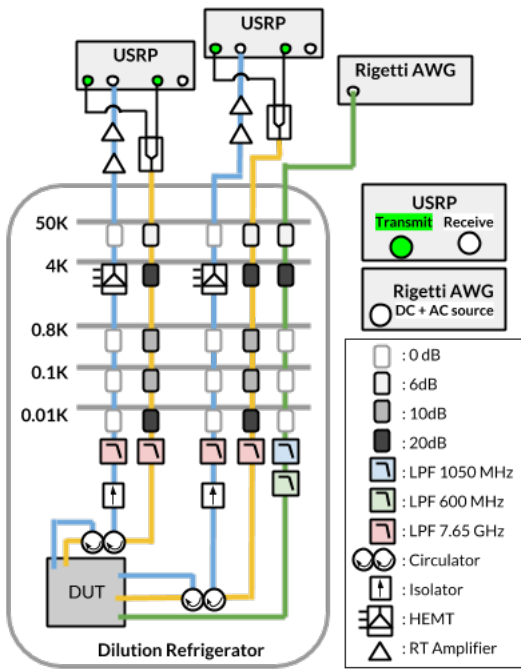 USRP
USRP
Rigetti AWG
50K
4K
0.8K
0.1K
0.01K
DUT
Dilution Refrigerator
USRP
Transmit Receive
Rigetti AWG
DC + AC source
: 0 dB
: 6dB
: 10dB
: 20dB
: LPF 1050 MHz
: LPF 600 MHz
: LPF 7.65 GHz
: Circulator
: Isolator
: HEMT
: RT Amplifier